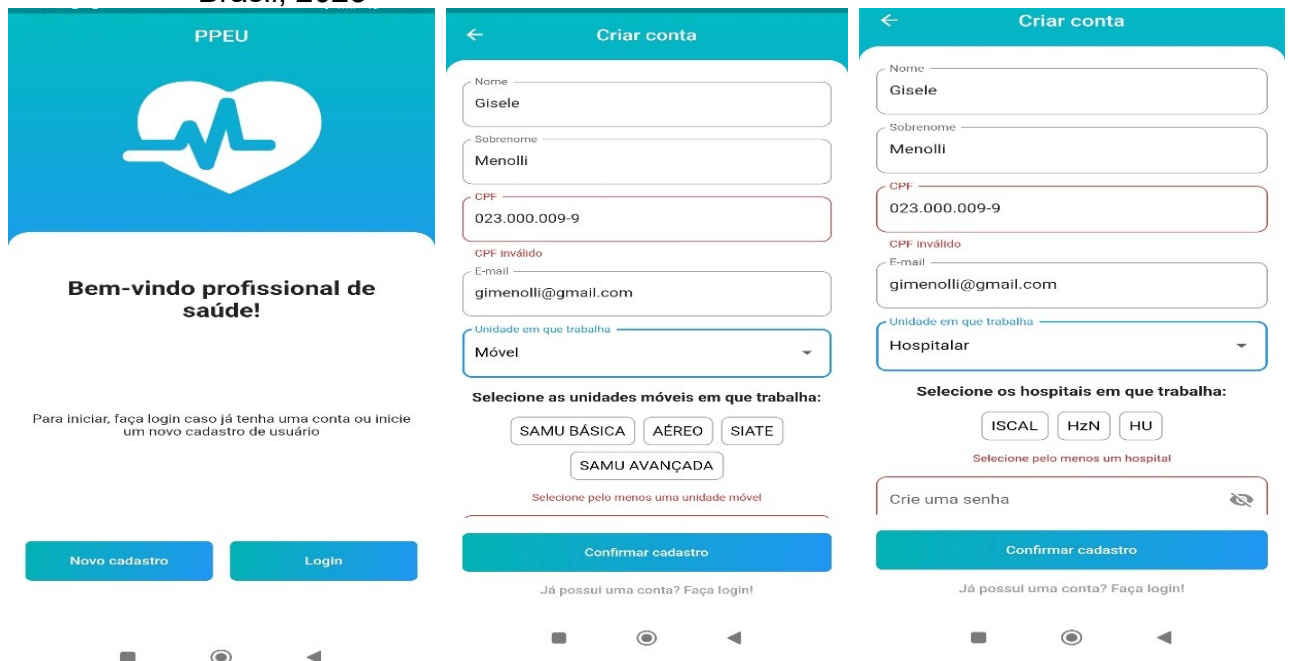 PPEU
Bem-vindo profissional de
saúde!
Para iniciar, faça login caso já tenha uma conta ou inicie
um novo cadastro de usuário
Novo cadastro
Login
Criar conta
Nome
Gisele
Sobrenome
Menolli
CPF
023.000.009-9
CPF inválido
E-mail
gimenolli@gmail.com
Unidade em que trabalha
Móvel
Selecione as unidades móveis em que trabalha:
SAMU BÁSICA
AÉREO
SIATE
SAMU AVANÇADA
Selecione pelo menos uma unidade móvel
Confirmar cadastro
Já possui uma conta? Faça login!
Criar conta
Nome
Gisele
Sobrenome
Menolli
CPF
023.000.009-9
CPF inválido
E-mail
gimenolli@gmail.com
Unidade em que trabalha
Hospitalar
Selecione os hospitais em que trabalha:
ISCAL
HzN
HU
Selecione pelo menos um hospital
Crie uma senha
Confirmar cadastro
Já possui uma conta? Faça login!